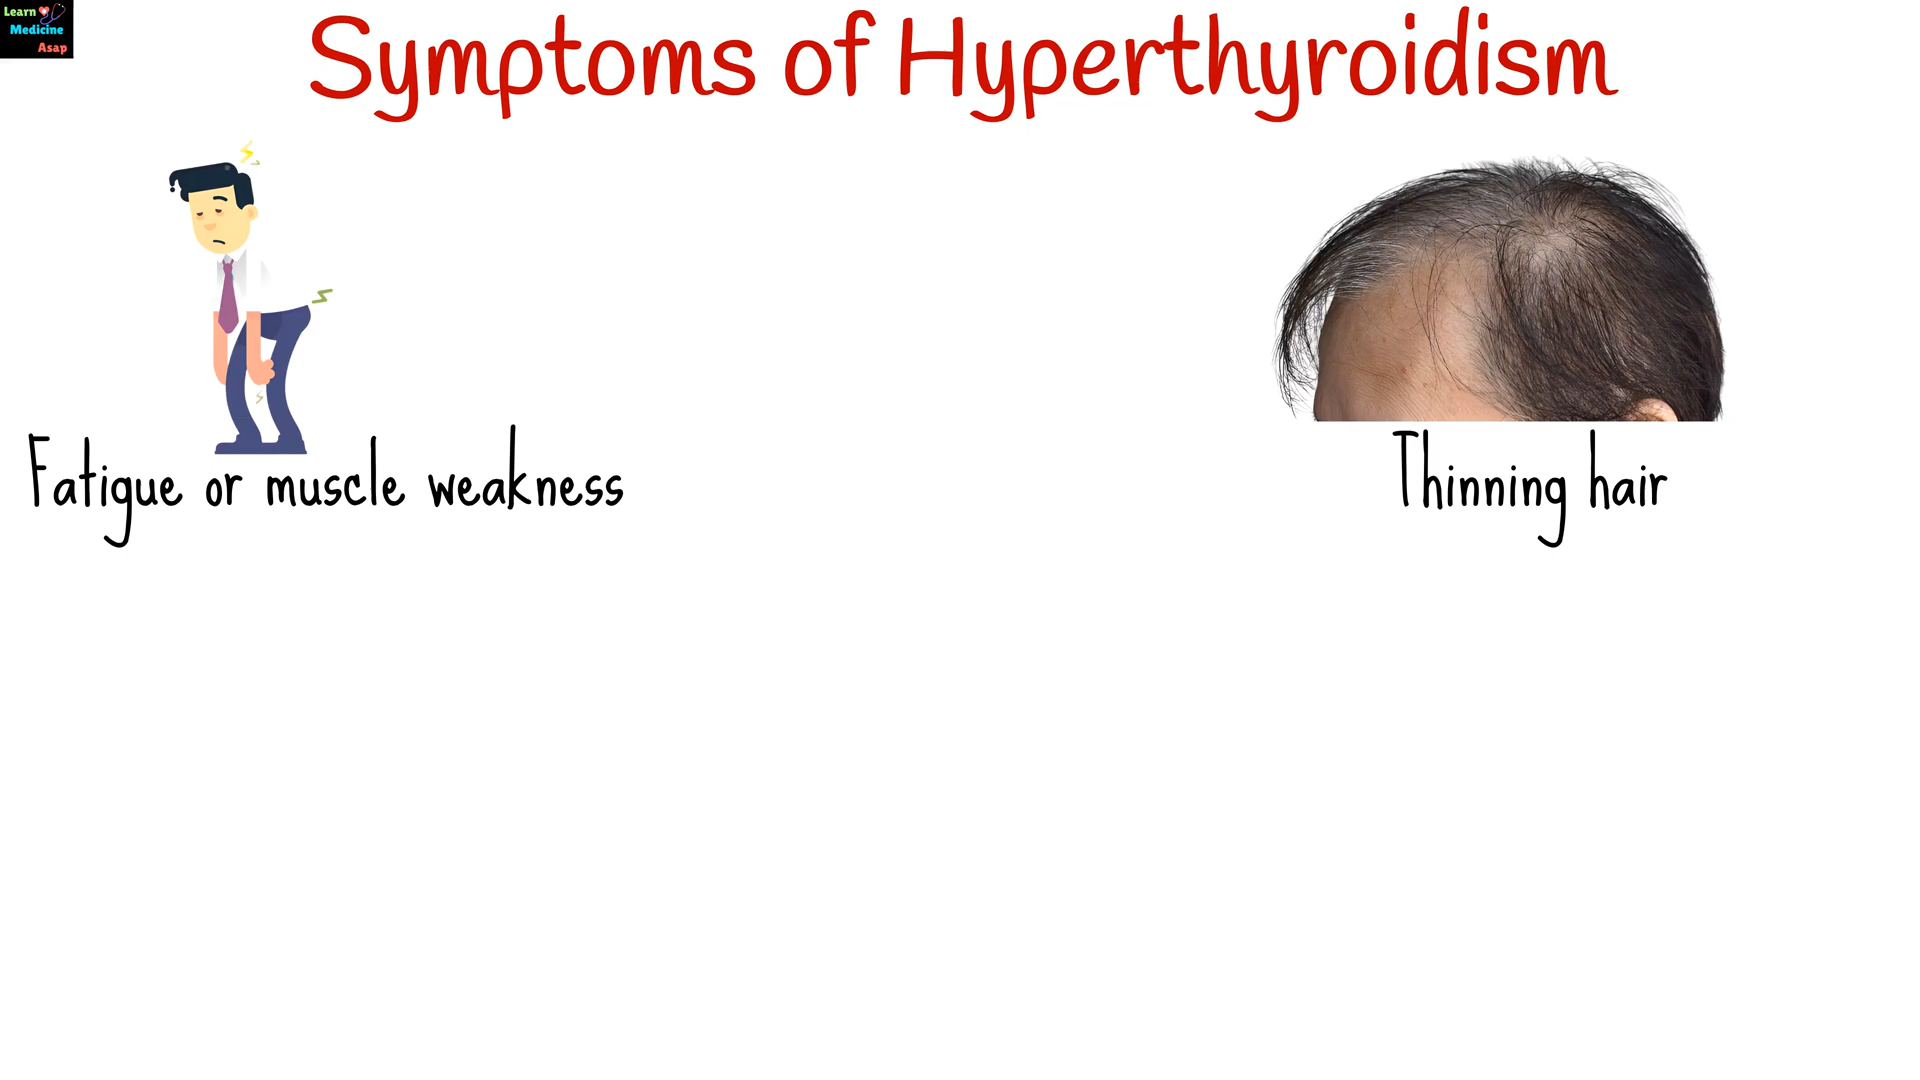 Learn
Medicine
Asap
Symptoms of Hyperthyroidism
Fatigue or muscle weakness
Thinning hair